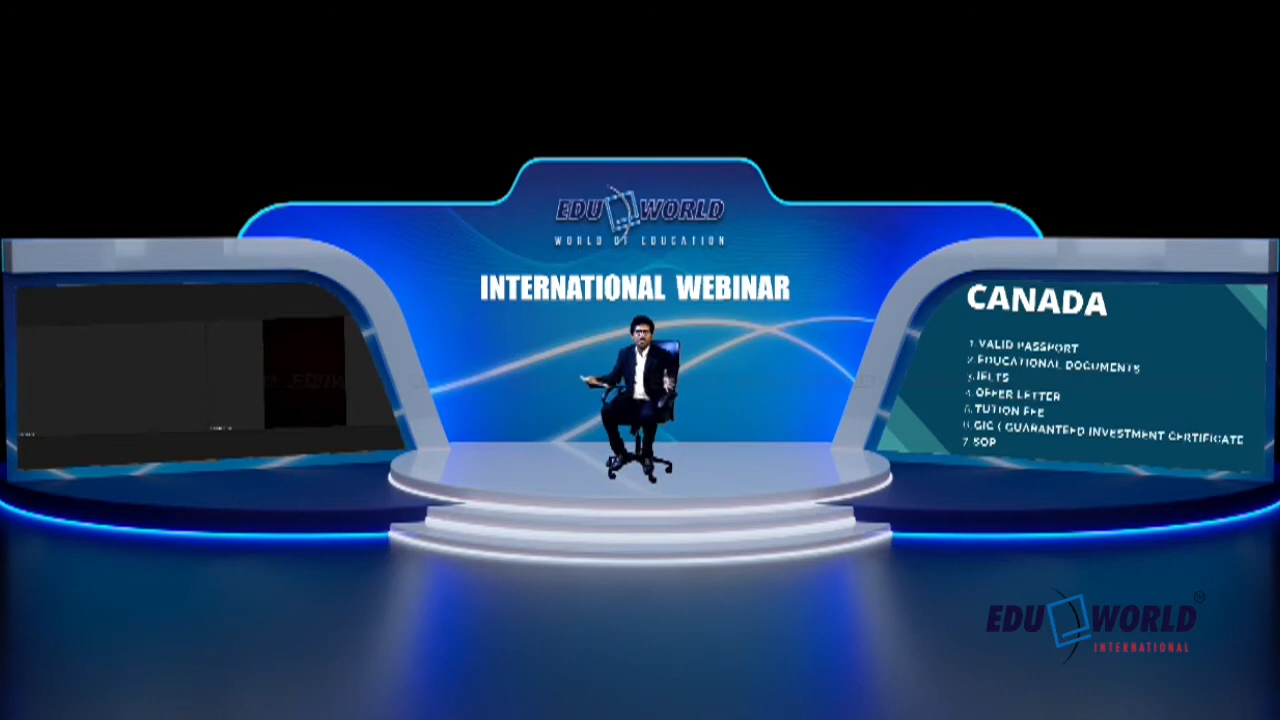 EDU WORLD
WORLD OF EDUCATION
INTERNATIONAL WEBINAR
CANADA
1. VALID PASSPORT
2. EDUCATIONAL DOCUMENTS
3. IELTS
4. OFFER LETTER
5. TUTION FEE
6. GIC ( GUARANTEED INVESTMENT CERTIFICATE
7. SOP
EDU WORLD ®
INTERNATIONAL